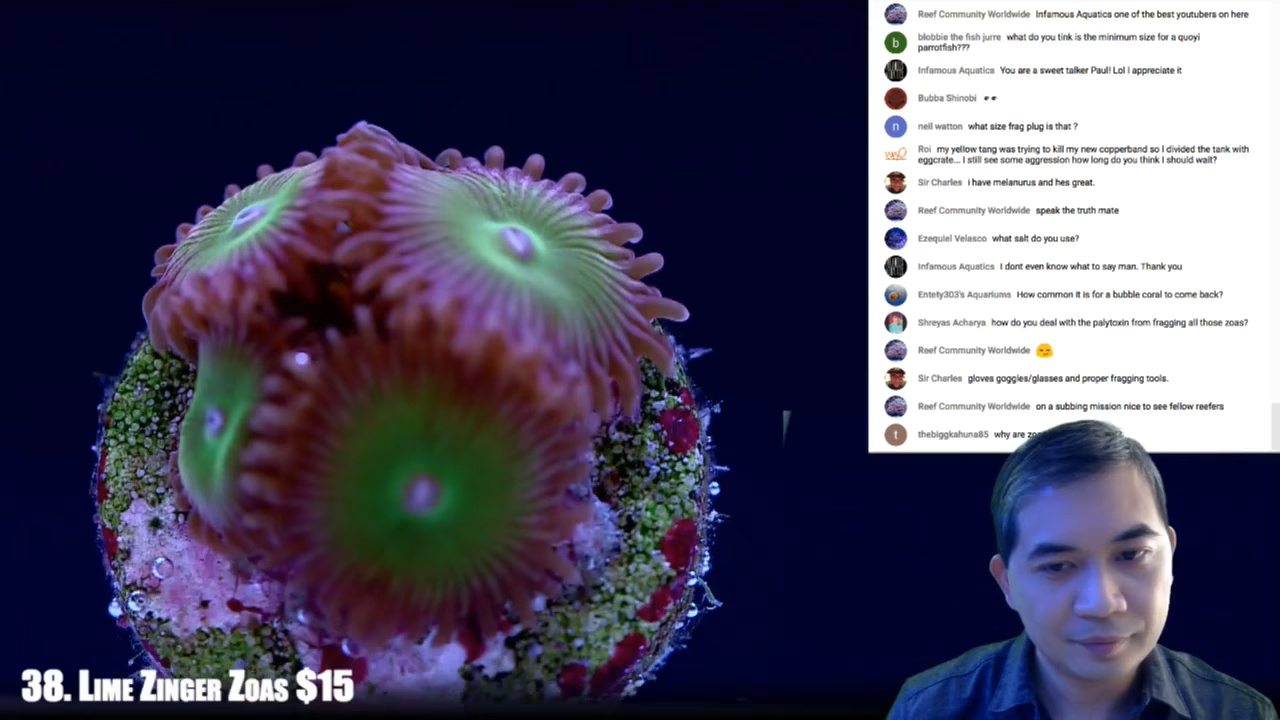 Reef Community Worldwide Infamous Aquatics one of the best youtubers on here
blobbie the fish jurre what do you tink is the minimum size for a quoyi
parrotfish???
Infamous Aquatics You are a sweet talker Paul! Lol I appreciate it
Bubba Shinobi
neil watton what size frag plug is that ?
Roi my yellow tang was trying to kill my new copperband so I divided the tank with
eggcrate... I still see some aggression how long do you think I should wait?
Sir Charles i have melanurus and hes great.
Reef Community Worldwide speak the truth mate
Ezequiel Velasco what salt do you use?
Infamous Aquatics I dont even know what to say man. Thank you
Entety303's Aquariums How common it is for a bubble coral to come back?
Shreyas Acharya how do you deal with the palytoxin from fragging all those zoas?
Reef Community Worldwide
Sir Charles gloves goggles/glasses and proper fragging tools.
Reef Community Worldwide on a subbing mission nice to see fellow reefers
thebiggkahuna85 why are
38. Lime Zinger Zoas $15